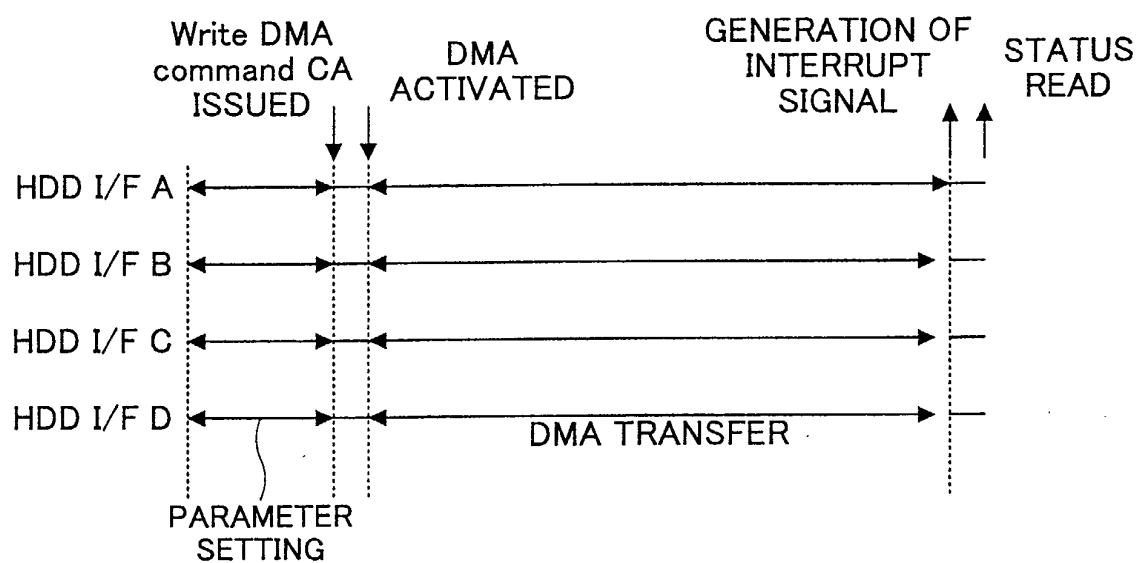 Write DMA
command CA
ISSUED
DMA
ACTIVATED
GENERATION OF
INTERRUPT
SIGNAL
STATUS
READ
HDD I/F A
HDD I/F B
HDD I/F C
HDD I/F D
DMA TRANSFER
PARAMETER
SETTING